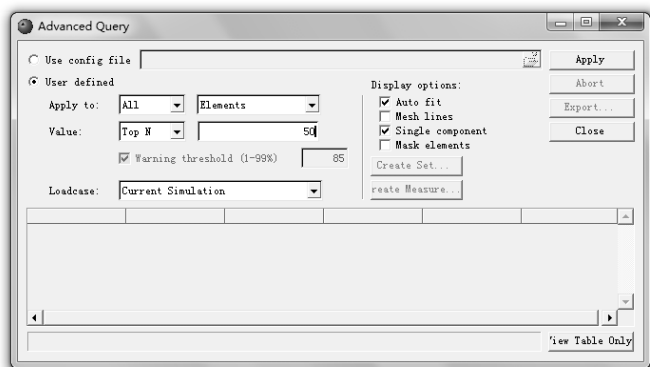 Advanced Query
Use config file
Apply
User defined
Display options:
Abort
Apply to: All Elements
Auto fit
Export...
Mesh lines
Value: Top N 50
Single component
Close
Mask elements
Warning threshold (1-99%) 85
Create Set...
Loadcase: Current Simulation
reate Measure...
iew Table Only